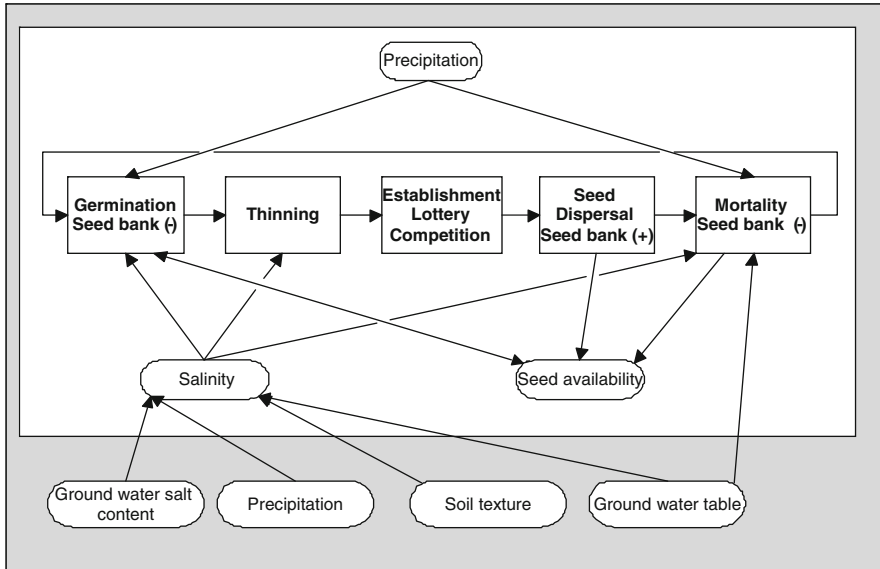 Precipitation
Germination
Seed bank (-)
Thinning
Establishment
Lottery
Competition
Seed
Dispersal
Seed bank (+)
Mortality
Seed bank (-)
Salinity
Seed availability
Ground water salt
content
Precipitation
Soil texture
Ground water table